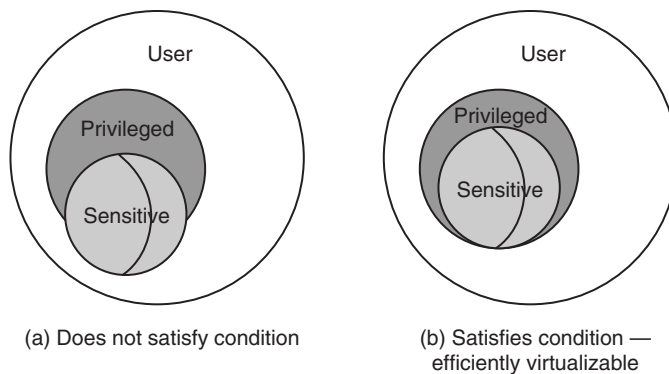 User
Privileged
Sensitive
(a) Does not satisfy condition
User
Privileged
Sensitive
(b) Satisfies condition —
efficiently virtualizable